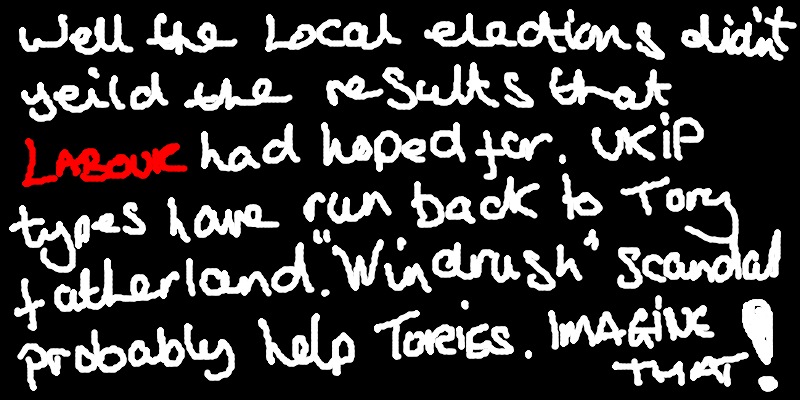 Well the Local elections didn't
yeild the results that
LABOUR had hoped for. UKiP
types have run back to Tory
fatherland. "Windrush" scandal
probably help TORIES. IMAGINE
THAT!